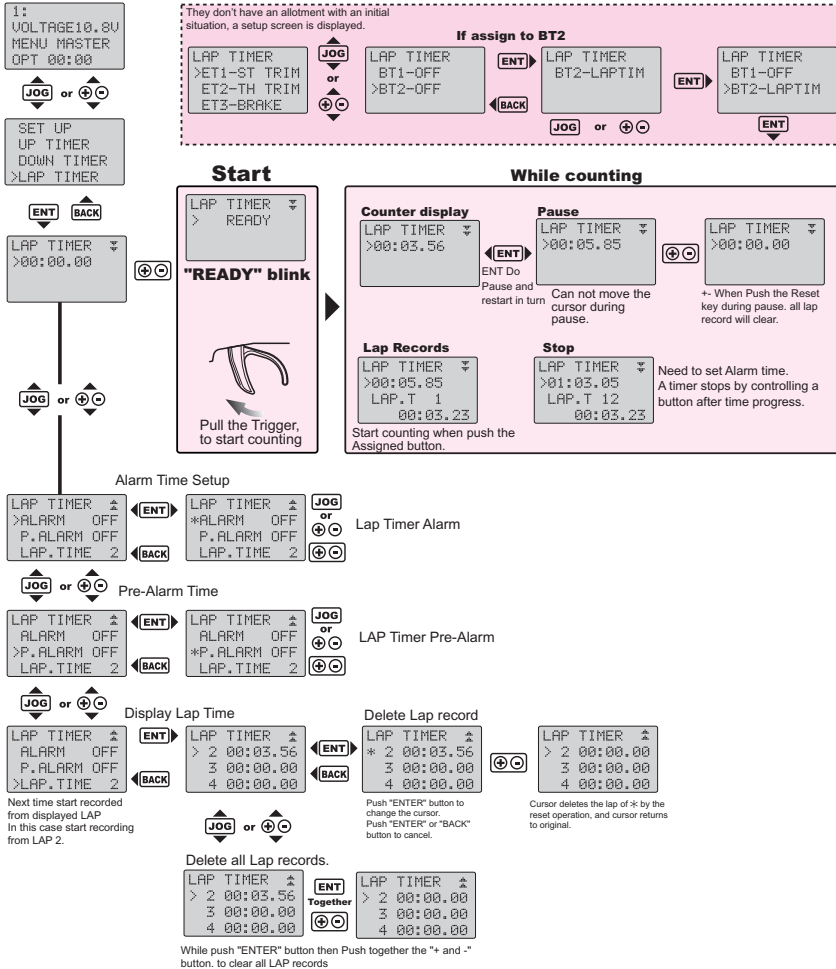 1:
VOLTAGE10.8V
MENU MASTER
OPT 00:00
JOG or + -
SET UP
UP TIMER
DOWN TIMER
>LAP TIMER
ENT BACK
LAP TIMER
>00:00.00
+ -
They don't have an allotment with an initial
situation, a setup screen is displayed.
If assign to BT2
LAP TIMER
>ET1-ST TRIM
ET2-TH TRIM
ET3-BRAKE
JOG
or
+ -
LAP TIMER
BT1-OFF
>BT2-OFF
ENT
BACK
LAP TIMER
BT2-LAPTIM
JOG or + -
ENT
LAP TIMER
BT1-OFF
>BT2-LAPTIM
ENT
Start
LAP TIMER
> READY
"READY" blink
Pull the Trigger,
to start counting
While counting
Counter display
LAP TIMER
>00:03.56
ENT
ENT Do
Pause and
restart in turn
Pause
LAP TIMER
>00:05.85
Can not move the
cursor during
pause.
+ -
LAP TIMER
>00:00.00
+- When Push the Reset
key during pause. all lap
record will clear.
Lap Records
LAP TIMER
>00:05.85
LAP.T 1
00:03.23
Start counting when push the
Assigned button.
Stop
LAP TIMER
>01:03.05
LAP.T 12
00:03.23
Need to set Alarm time.
A timer stops by controlling a
button after time progress.
JOG or + -
Alarm Time Setup
LAP TIMER
>ALARM OFF
P.ALARM OFF
LAP.TIME 2
ENT
BACK
LAP TIMER
*ALARM OFF
P.ALARM OFF
LAP.TIME 2
JOG
or
+ -
+ -
Lap Timer Alarm
JOG or + -
Pre-Alarm Time
LAP TIMER
ALARM OFF
>P.ALARM OFF
LAP.TIME 2
ENT
BACK
LAP TIMER
ALARM OFF
*P.ALARM OFF
LAP.TIME 2
JOG
or
+ -
+ -
LAP Timer Pre-Alarm
JOG or + -
Display Lap Time
LAP TIMER
ALARM OFF
P.ALARM OFF
>LAP.TIME 2
Next time start recorded
from displayed LAP
In this case start recording
from LAP 2.
ENT
BACK
LAP TIMER
> 2 00:03.56
3 00:00.00
4 00:00.00
ENT
BACK
Delete Lap record
LAP TIMER
* 2 00:03.56
3 00:00.00
4 00:00.00
Push "ENTER" button to
change the cursor.
Push "ENTER" or "BACK"
button to cancel.
+ -
LAP TIMER
> 2 00:00.00
3 00:00.00
4 00:00.00
Cursor deletes the lap of * by the
reset operation, and cursor returns
to original.
JOG or + -
Delete all Lap records.
LAP TIMER
> 2 00:03.56
3 00:00.00
4 00:00.00
ENT
Together
+ -
LAP TIMER
> 2 00:00.00
3 00:00.00
4 00:00.00
While push "ENTER" button then Push together the "+ and -"
button. to clear all LAP records